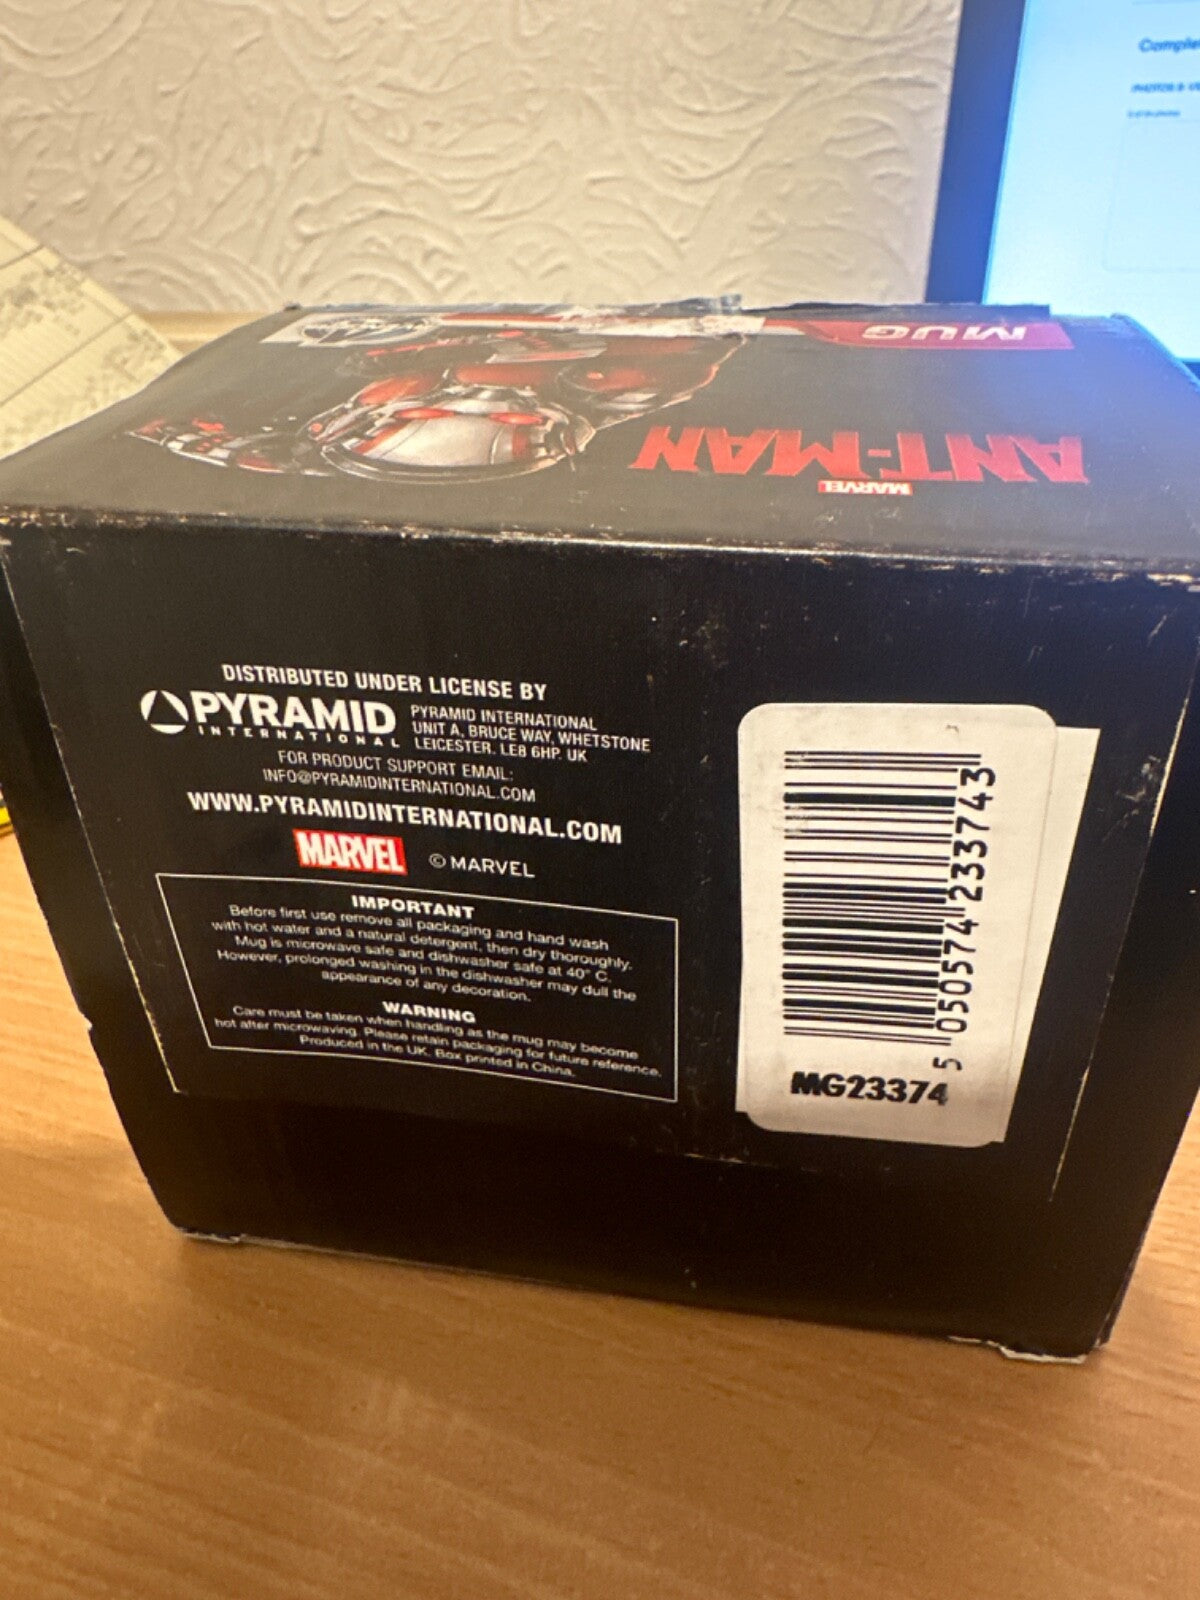 Comple
MUG
ANT-MAN
MARVEL
DISTRIBUTED UNDER LICENSE BY
PYRAMID
INTERNATIONAL
PYRAMID INTERNATIONAL
UNIT A, BRUCE WAY, WHETSTONE
LEICESTER. LE8 6HP. UK
FOR PRODUCT SUPPORT EMAIL:
INFO@PYRAMIDINTERNATIONAL.COM
WWW.PYRAMIDINTERNATIONAL.COM
MARVEL © MARVEL
IMPORTANT
Before first use remove all packaging and hand wash
with hot water and a natural detergent, then dry thoroughly.
Mug is microwave safe and dishwasher safe at 40° C.
However, prolonged washing in the dishwasher may dull the
appearance of any decoration.
WARNING
Care must be taken when handling as the mug may become
hot after microwaving. Please retain packaging for future reference.
Produced in the UK. Box printed in China.
5 050574 233743
MG23374